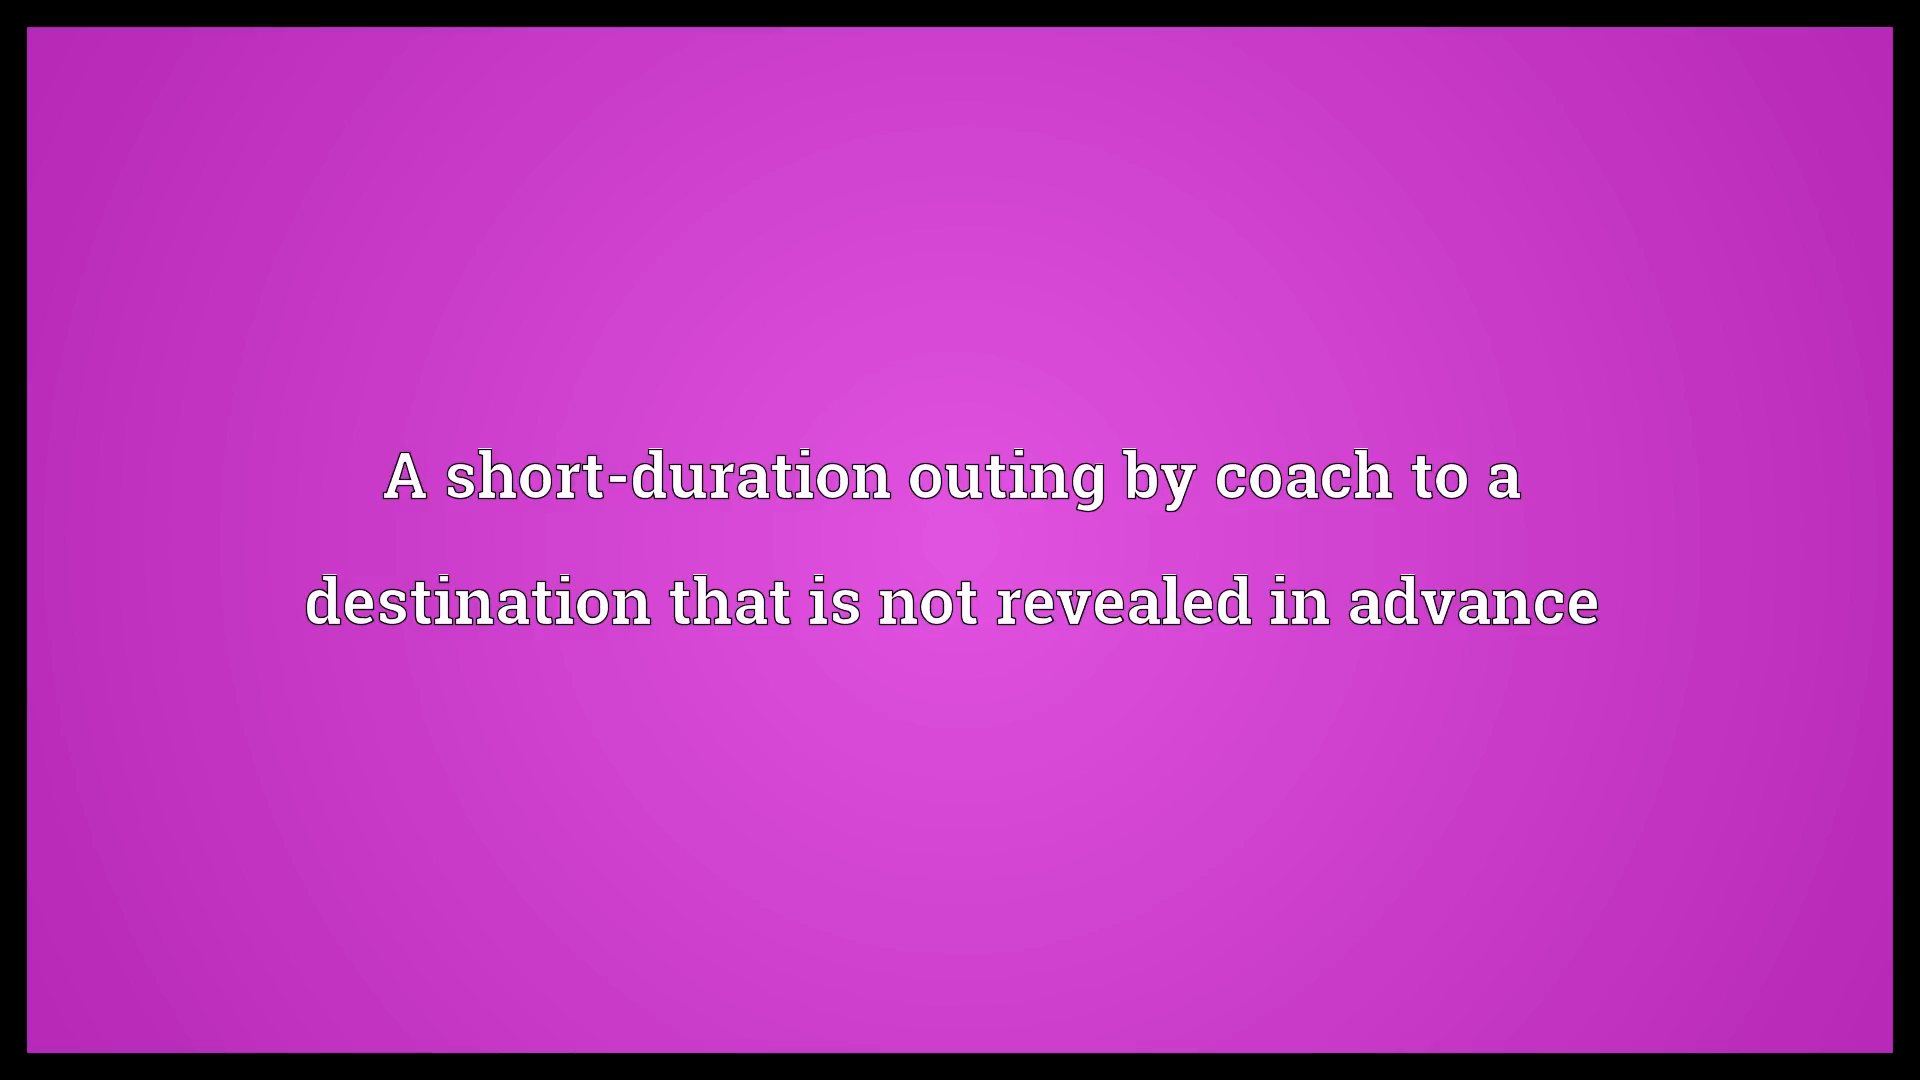 A short-duration outing by coach to a
destination that is not revealed in advance